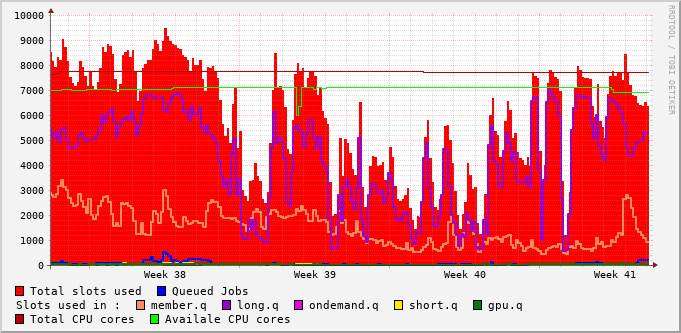 10000
9000
8000
7000
6000
5000
4000
3000
2000
1000
0
Week 38 Week 39 Week 40 Week 41
RRDTOOL / TOBI OETIKER
Total slots used Queued Jobs
Slots used in : member.q long.q ondemand.q short.q gpu.q
Total CPU cores Availale CPU cores